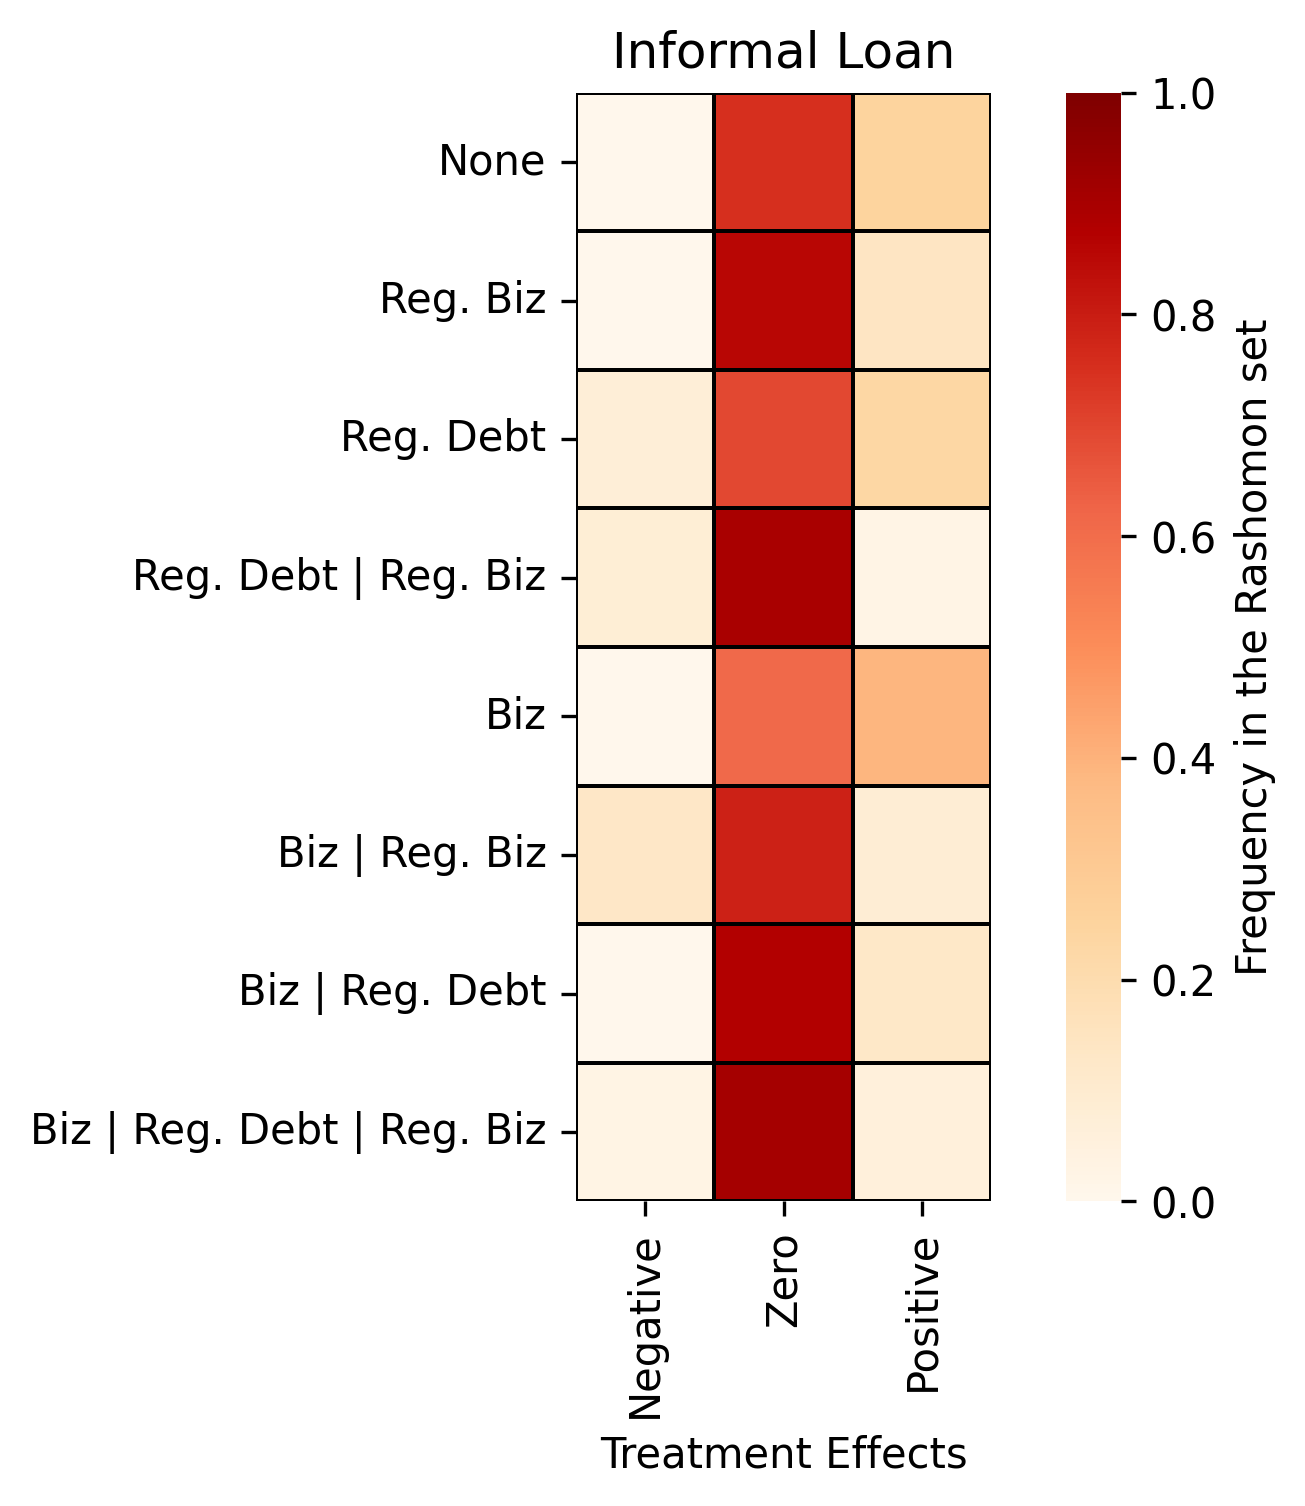 Informal Loan
None
Reg. Biz
Reg. Debt
Reg. Debt | Reg. Biz
Biz
Biz | Reg. Biz
Biz | Reg. Debt
Biz | Reg. Debt | Reg. Biz
Negative
Zero
Positive
Treatment Effects
1.0
0.8
0.6
0.4
0.2
0.0
Frequency in the Rashomon set